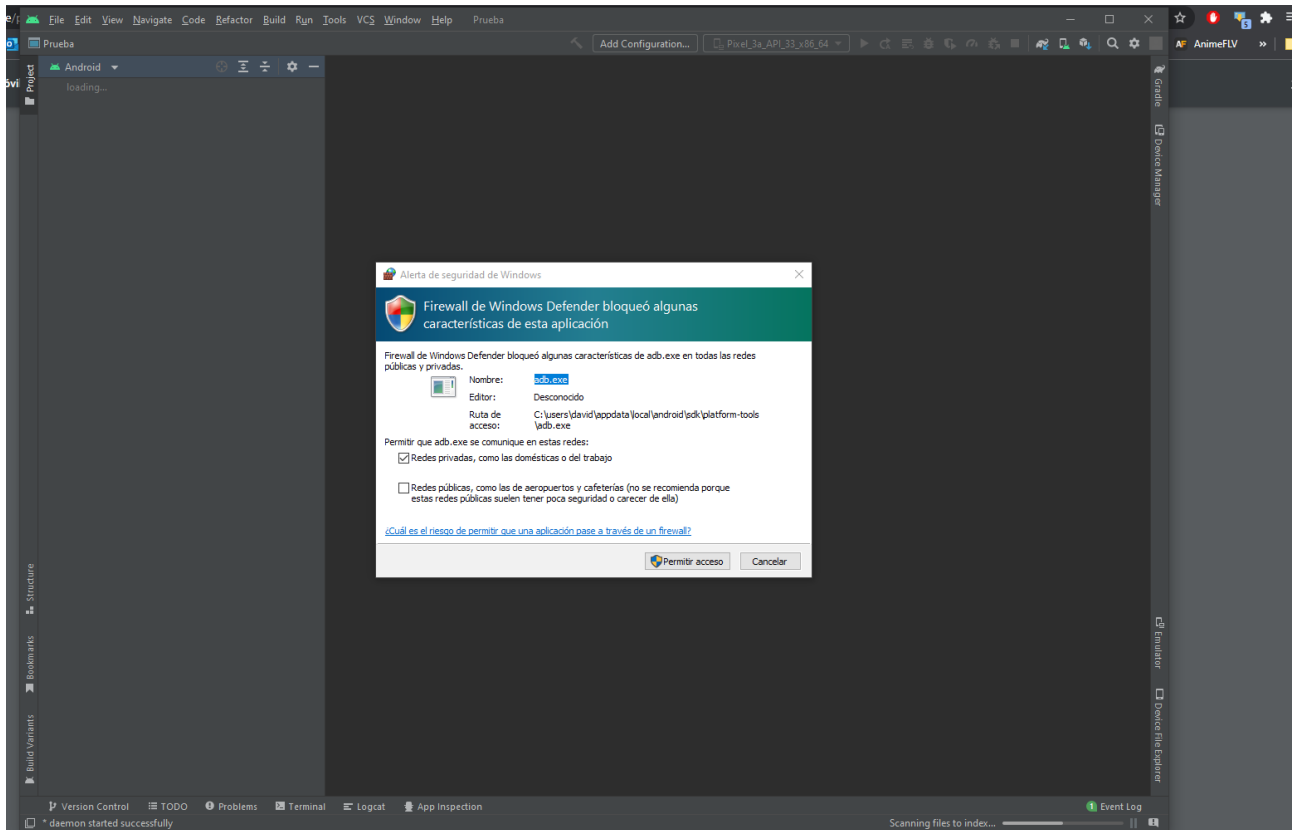 File Edit View Navigate Code Refactor Build Run Tools VCS Window Help Prueba
Prueba
Add Configuration...
Pixel_3a_API_33_x86_64
AnimeFLV
»
Project
Android
loading...
Gradle
Device Manager
Alerta de seguridad de Windows
Firewall de Windows Defender bloqueó algunas
características de esta aplicación
Firewall de Windows Defender bloqueó algunas características de adb.exe en todas las redes
públicas y privadas.
Nombre: adb.exe
Editor: Desconocido
Ruta de C:\users\david\appdata\local\android\sdk\platform-tools
acceso: \adb.exe
Permitir que adb.exe se comunique en estas redes:
Redes privadas, como las domésticas o del trabajo
Redes públicas, como las de aeropuertos y cafeterías (no se recomienda porque
estas redes públicas suelen tener poca seguridad o carecer de ella)
¿Cuál es el riesgo de permitir que una aplicación pase a través de un firewall?
Permitir acceso Cancelar
Structure
Bookmarks
Build Variants
Emulator
Device File Explorer
Version Control TODO Problems Terminal Logcat App Inspection
1 Event Log
* daemon started successfully
Scanning files to index...